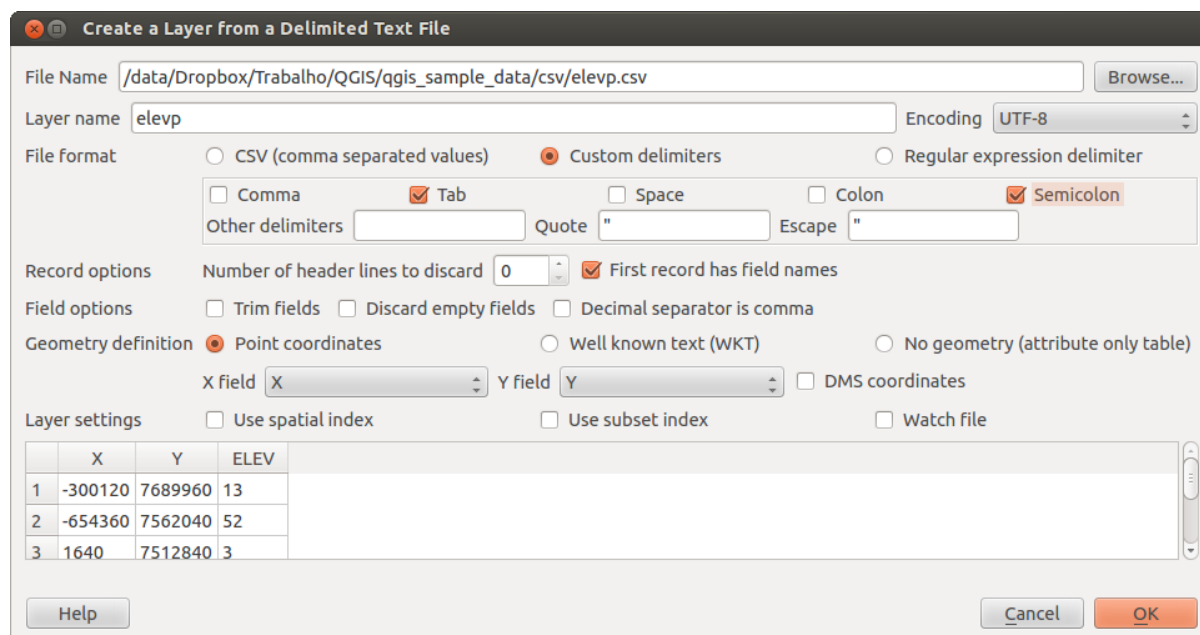 Create a Layer from a Delimited Text File
File Name /data/Dropbox/Trabalho/QGIS/qgis_sample_data/csv/elevp.csv Browse...
Layer name elevp Encoding UTF-8
File format CSV (comma separated values) Custom delimiters Regular expression delimiter
Comma Tab Space Colon Semicolon
Other delimiters Quote " Escape "
Record options Number of header lines to discard 0 First record has field names
Field options Trim fields Discard empty fields Decimal separator is comma
Geometry definition Point coordinates Well known text (WKT) No geometry (attribute only table)
X field X Y field Y DMS coordinates
Layer settings Use spatial index Use subset index Watch file
X Y ELEV
1 -300120 7689960 13
2 -654360 7562040 52
3 1640 7512840 3
Help Cancel OK